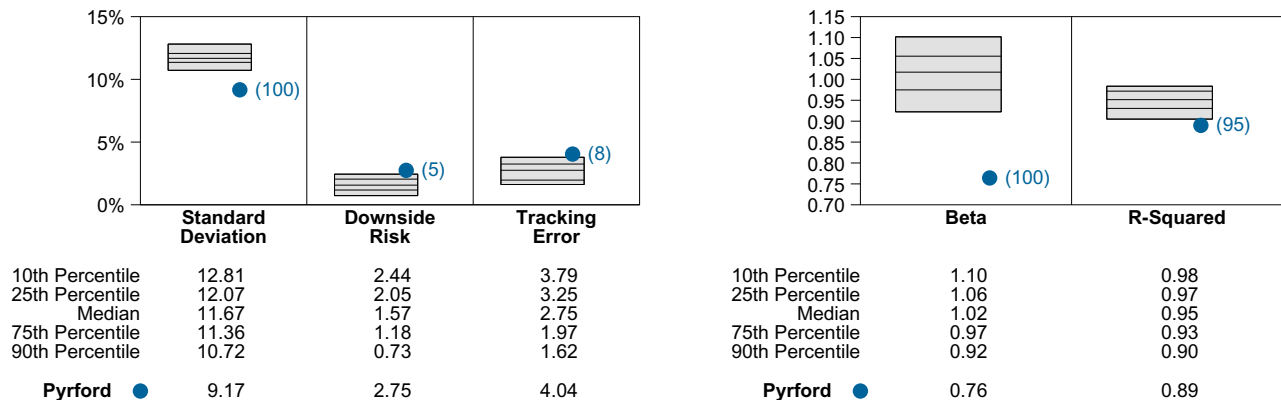 15%
10%
5%
0%
(100)
(5)
(8)
Standard
Deviation
Downside
Risk
Tracking
Error
10th Percentile 12.81 2.44 3.79
25th Percentile 12.07 2.05 3.25
Median 11.67 1.57 2.75
75th Percentile 11.36 1.18 1.97
90th Percentile 10.72 0.73 1.62
Pyrford 9.17 2.75 4.04
1.15
1.10
1.05
1.00
0.95
0.90
0.85
0.80
0.75
0.70
(100)
(95)
Beta
R-Squared
10th Percentile 1.10 0.98
25th Percentile 1.06 0.97
Median 1.02 0.95
75th Percentile 0.97 0.93
90th Percentile 0.92 0.90
Pyrford 0.76 0.89